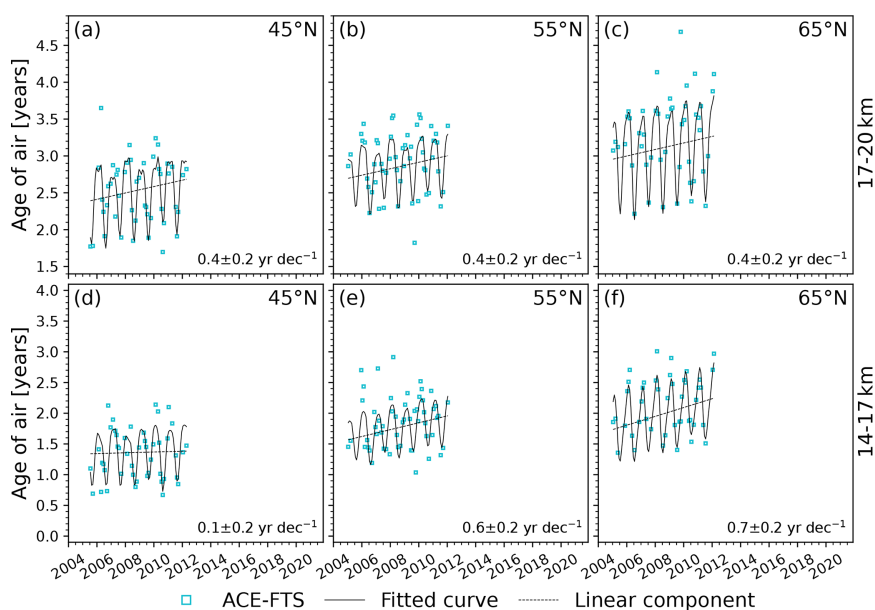 (a) 45°N
(b) 55°N
(c) 65°N
Age of air [years]
4.5
4.0
3.5
3.0
2.5
2.0
1.5
0.4±0.2 yr dec⁻¹
0.4±0.2 yr dec⁻¹
0.4±0.2 yr dec⁻¹
17-20 km
(d) 45°N
(e) 55°N
(f) 65°N
Age of air [years]
4.0
3.5
3.0
2.5
2.0
1.5
1.0
0.5
0.0
0.1±0.2 yr dec⁻¹
0.6±0.2 yr dec⁻¹
0.7±0.2 yr dec⁻¹
14-17 km
2004 2006 2008 2010 2012 2014 2016 2018 2020
2004 2006 2008 2010 2012 2014 2016 2018 2020
2004 2006 2008 2010 2012 2014 2016 2018 2020
ACE-FTS Fitted curve Linear component